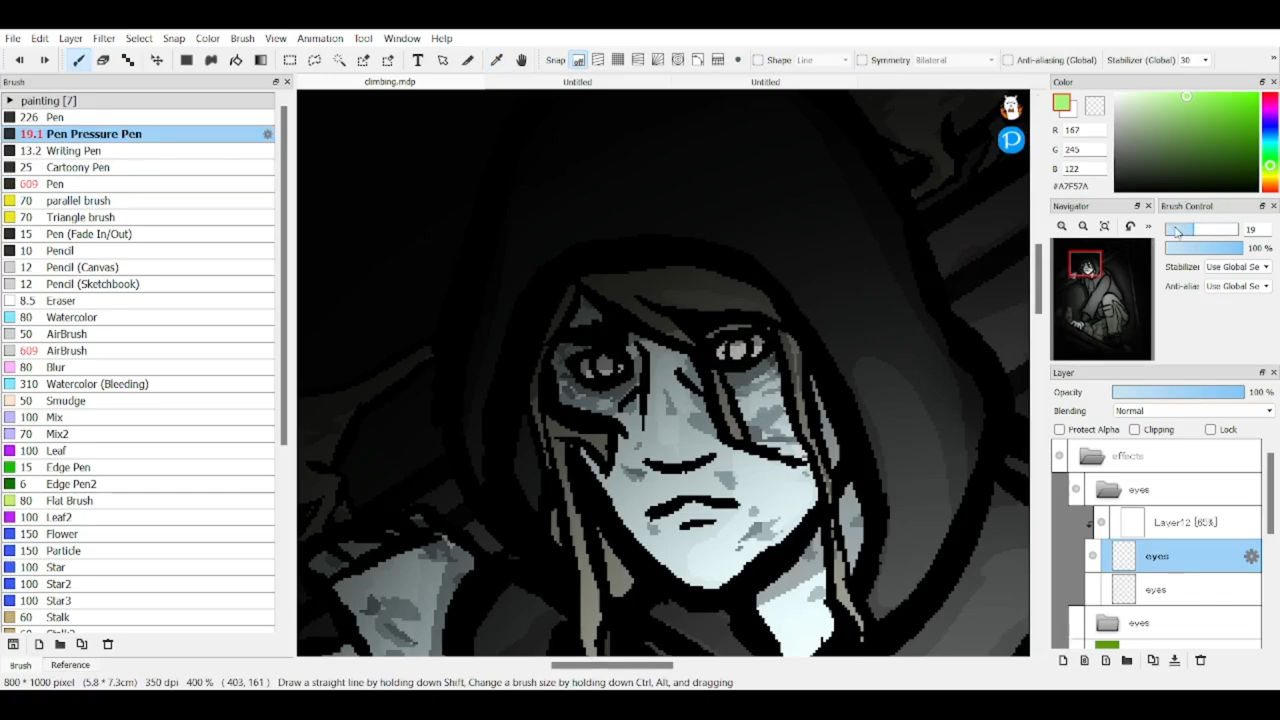 File Edit Layer Filter Select Snap Color Brush View Animation Tool Window Help
T Snap Shape Line Symmetry Bilateral Anti-aliasing (Global) Stabilizer (Global) 30 »
Brush
climbing.mdp Untitled Untitled
Color
painting [7]
226 Pen
19.1 Pen Pressure Pen
13.2 Writing Pen
25 Cartoony Pen
609 Pen
70 parallel brush
70 Triangle brush
15 Pen (Fade In/Out)
10 Pencil
12 Pencil (Canvas)
12 Pencil (Sketchbook)
8.5 Eraser
80 Watercolor
50 AirBrush
609 AirBrush
80 Blur
310 Watercolor (Bleeding)
50 Smudge
100 Mix
70 Mix2
100 Leaf
15 Edge Pen
6 Edge Pen2
80 Flat Brush
100 Leaf2
150 Flower
150 Particle
100 Star
100 Star2
100 Star3
60 Stalk
Brush Reference
P
R 167
G 245
B 122
#A7F57A
Navigator
Brush Control
19
100 %
Stabilize Use Global Se
Anti-alia: Use Global Se
Layer
Opacity 100 %
Blending Normal
Protect Alpha Clipping Lock
effects
eyes
Layer12 [65%]
eyes
eyes
eyes
800 * 1000 pixel (5.8 * 7.3cm) 350 dpi 400 % ( 403, 161 ) Draw a straight line by holding down Shift, Change a brush size by holding down Ctrl, Alt, and dragging